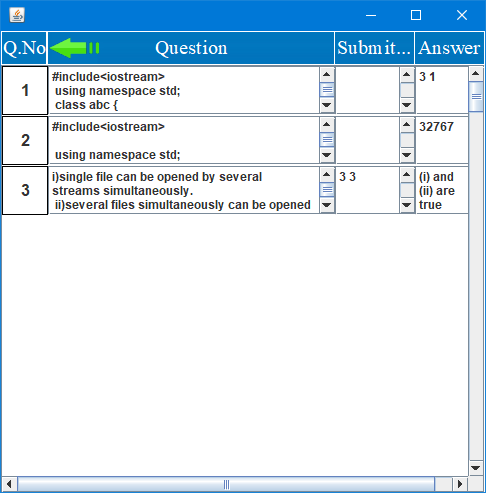 Q.No Question Submit... Answer
1 #include<iostream> 3 1
using namespace std;
class abc {
2 #include<iostream> 32767
using namespace std;
3 i)single file can be opened by several 3 3 (i) and
streams simultaneously. (ii) are
ii)several files simultaneously can be opened true